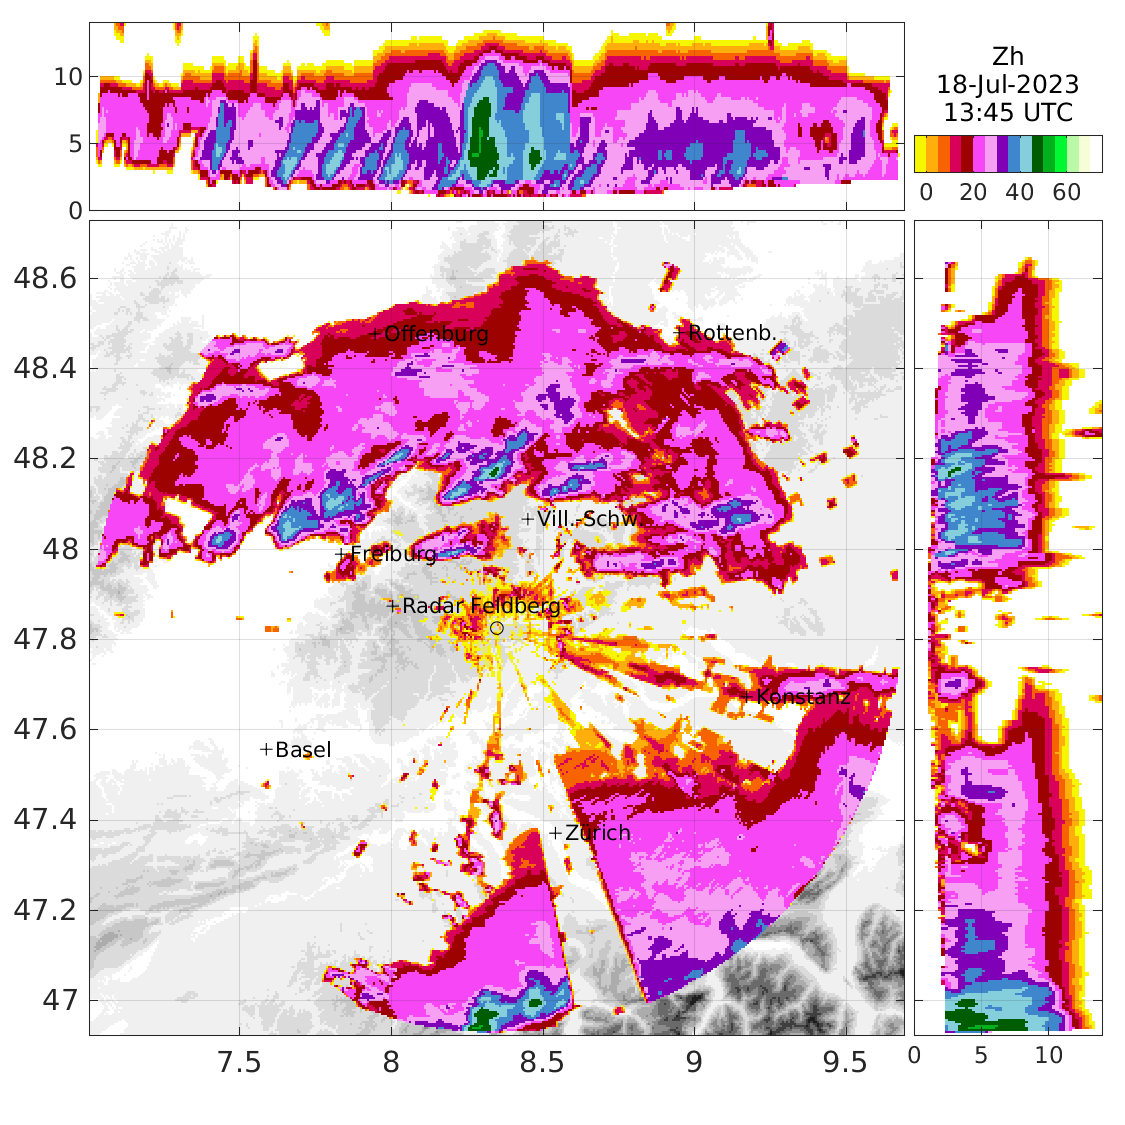 Zh
18-Jul-2023
13:45 UTC
10
5
0
0 20 40 60
48.6
Offenburg
Rottenb.
48.4
48.2
Vill.-Schw.
48
Freiburg
Radar Feldberg
47.8
Konstanz
47.6
Basel
47.4
Zürich
47.2
47
7.5 8 8.5 9 9.5
0 5 10